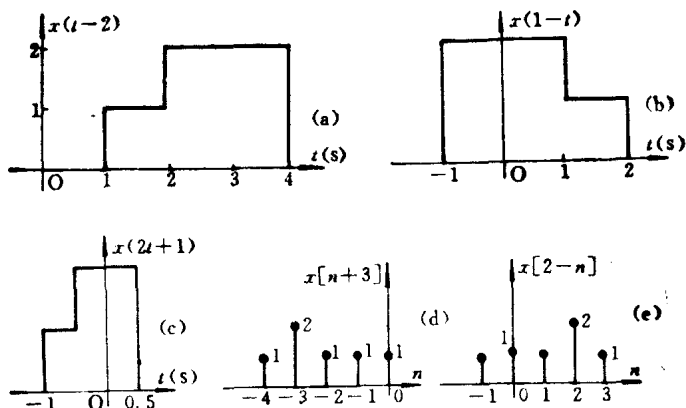 x(t-2)
2
1
(a)
t(s)
O
1 2 3 4
x(1-t)
(b)
t(s)
-1 O 1 2
x(2t+1)
(c)
t(s)
-1 O 0.5
x[n+3]
(d)
1 2 1 1 1
n
-4 -3 -2 -1 0
x[2-n]
(e)
1 2 1
n
-1 0 1 2 3